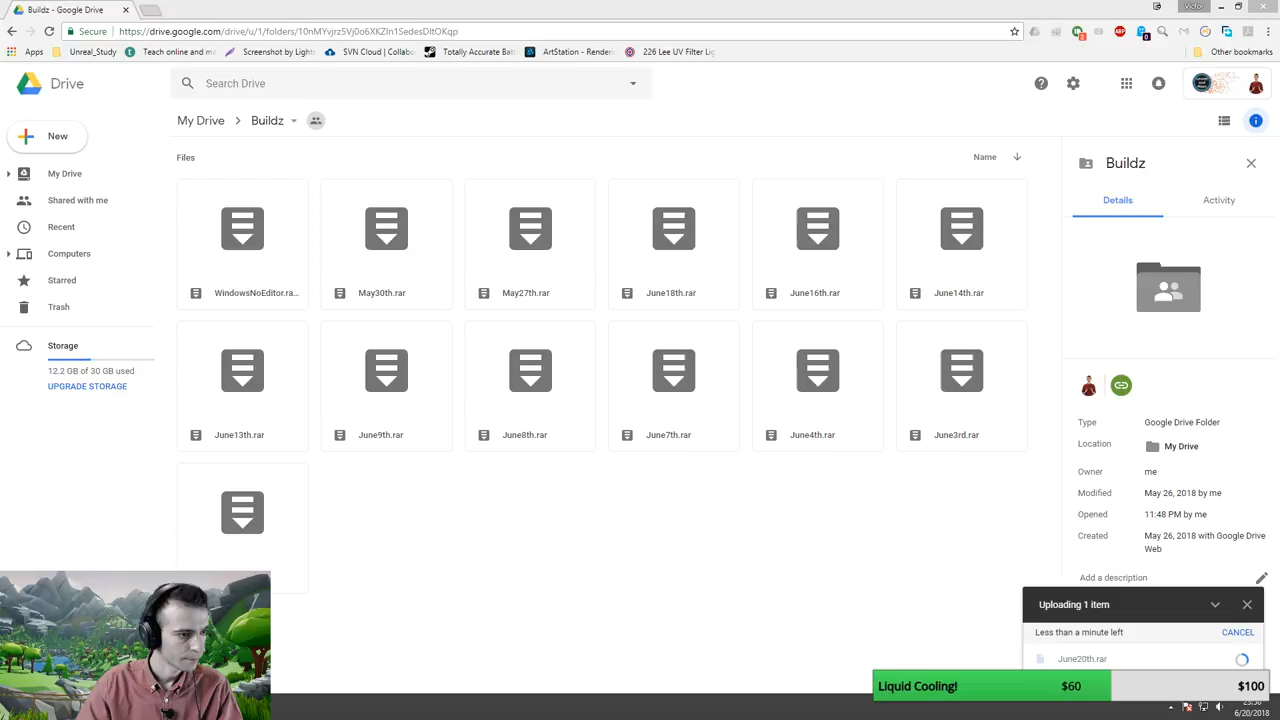 Buildz - Google Drive
Victor
Secure
https://drive.google.com/drive/u/1/folders/10nMYvjrz5Vj0o6XKZIn1SedesDltOKqp
Apps
Unreal_Study
Teach online and m
Screenshot by Lights
SVN Cloud | Collabo
Totally Accurate Batt
ArtStation - Render
226 Lee UV Filter Lig
Other bookmarks
Drive
Search Drive
New
My Drive
Buildz
Files
Name
My Drive
Shared with me
Recent
Computers
Starred
Trash
Storage
12.2 GB of 30 GB used
UPGRADE STORAGE
WindowsNoEditor.ra...
May30th.rar
May27th.rar
June18th.rar
June16th.rar
June14th.rar
June13th.rar
June9th.rar
June8th.rar
June7th.rar
June4th.rar
June3rd.rar
Buildz
Details
Activity
Type
Google Drive Folder
Location
My Drive
Owner
me
Modified
May 26, 2018 by me
Opened
11:48 PM by me
Created
May 26, 2018 with Google Drive
Web
Add a description
Uploading 1 item
Less than a minute left
CANCEL
June20th.rar
Liquid Cooling!
$60
$100
23:50
6/20/2018